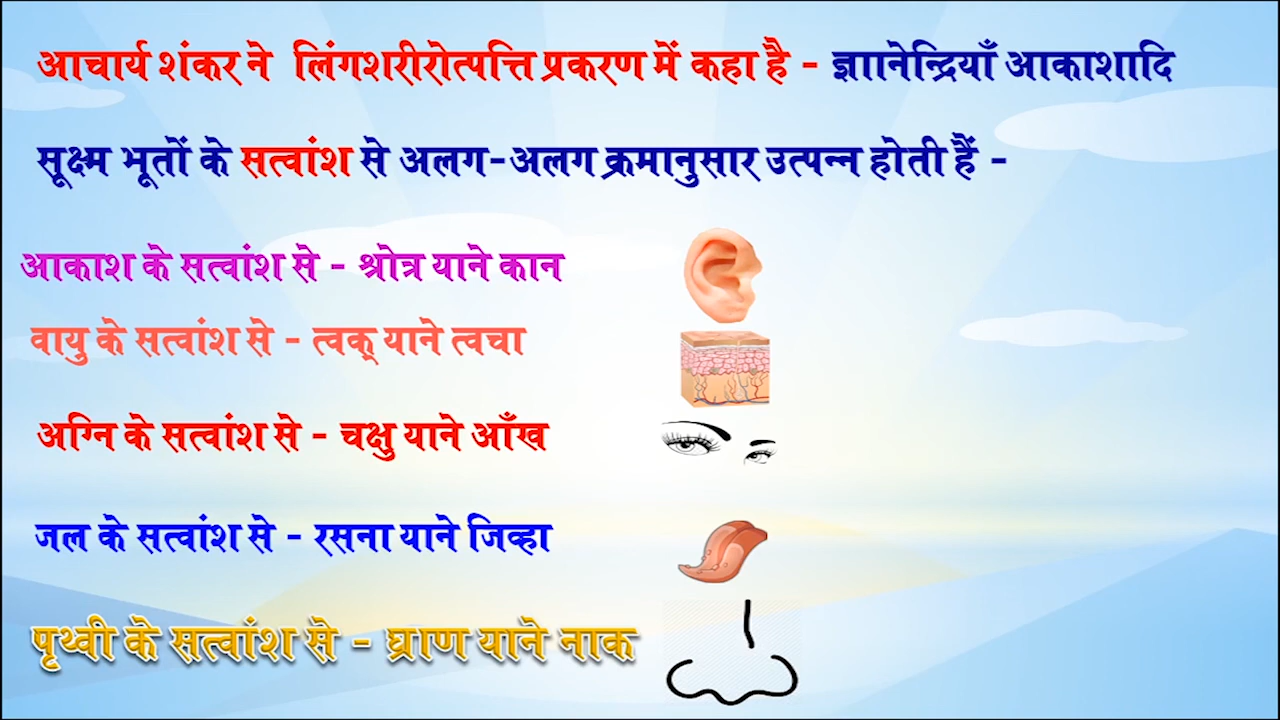 आचार्य शंकर ने लिंगशरीरोत्पत्ति प्रकरण में कहा है - ज्ञाानेन्द्रियाँ आकाशादि
सूक्ष्म भूतों के सत्वांश से अलग-अलग क्रमानुसार उत्पन्न होती हैं -
आकाश के सत्वांश से - श्रोत्र याने कान
वायु के सत्वांश से - त्वक् याने त्वचा
अग्नि के सत्वांश से - चक्षु याने आँख
जल के सत्वांश से - रसना याने जिव्हा
पृथ्वी के सत्वांश से - घ्राण याने नाक